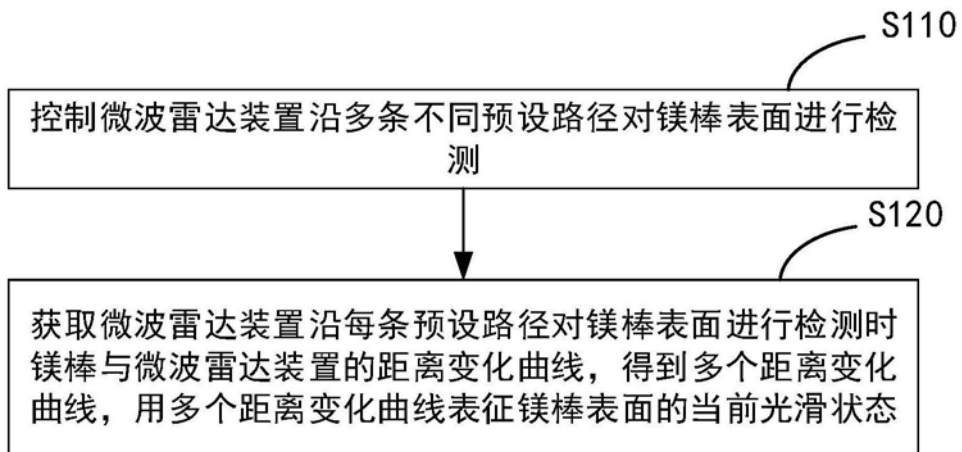 S110
控制微波雷达装置沿多条不同预设路径对镁棒表面进行检
测
S120
获取微波雷达装置沿每条预设路径对镁棒表面进行检测时
镁棒与微波雷达装置的距离变化曲线，得到多个距离变化
曲线，用多个距离变化曲线表征镁棒表面的当前光滑状态